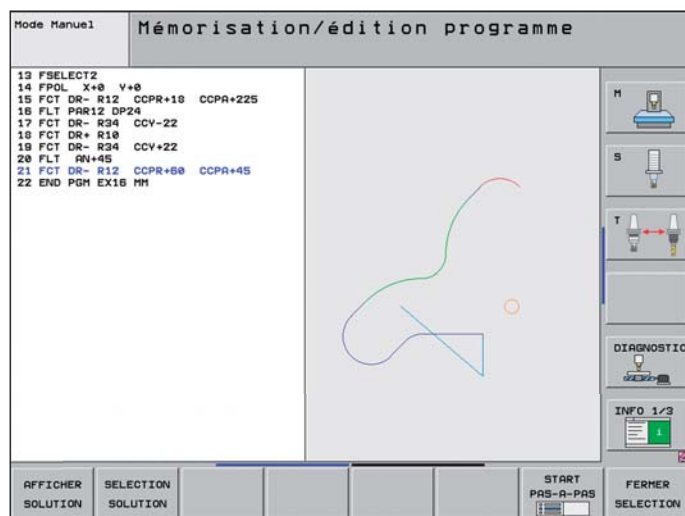 Mode Manuel
Mémorisation/édition programme
13 FSELECT2
14 FPOL X+0 Y+0
15 FCT DR- R12 CCPR+18 CCPA+225
16 FLT PAR12 DP24
17 FCT DR- R34 CCY-22
18 FCT DR+ R10
19 FCT DR- R34 CCY+22
20 FLT AN+45
21 FCT DR- R12 CCPR+60 CCPA+45
22 END PGM EX16 MM
M
S
T
DIAGNOSTIC
INFO 1/3
i
AFFICHER
SOLUTION
SELECTION
SOLUTION
START
PAS-A-PAS
FERMER
SELECTION